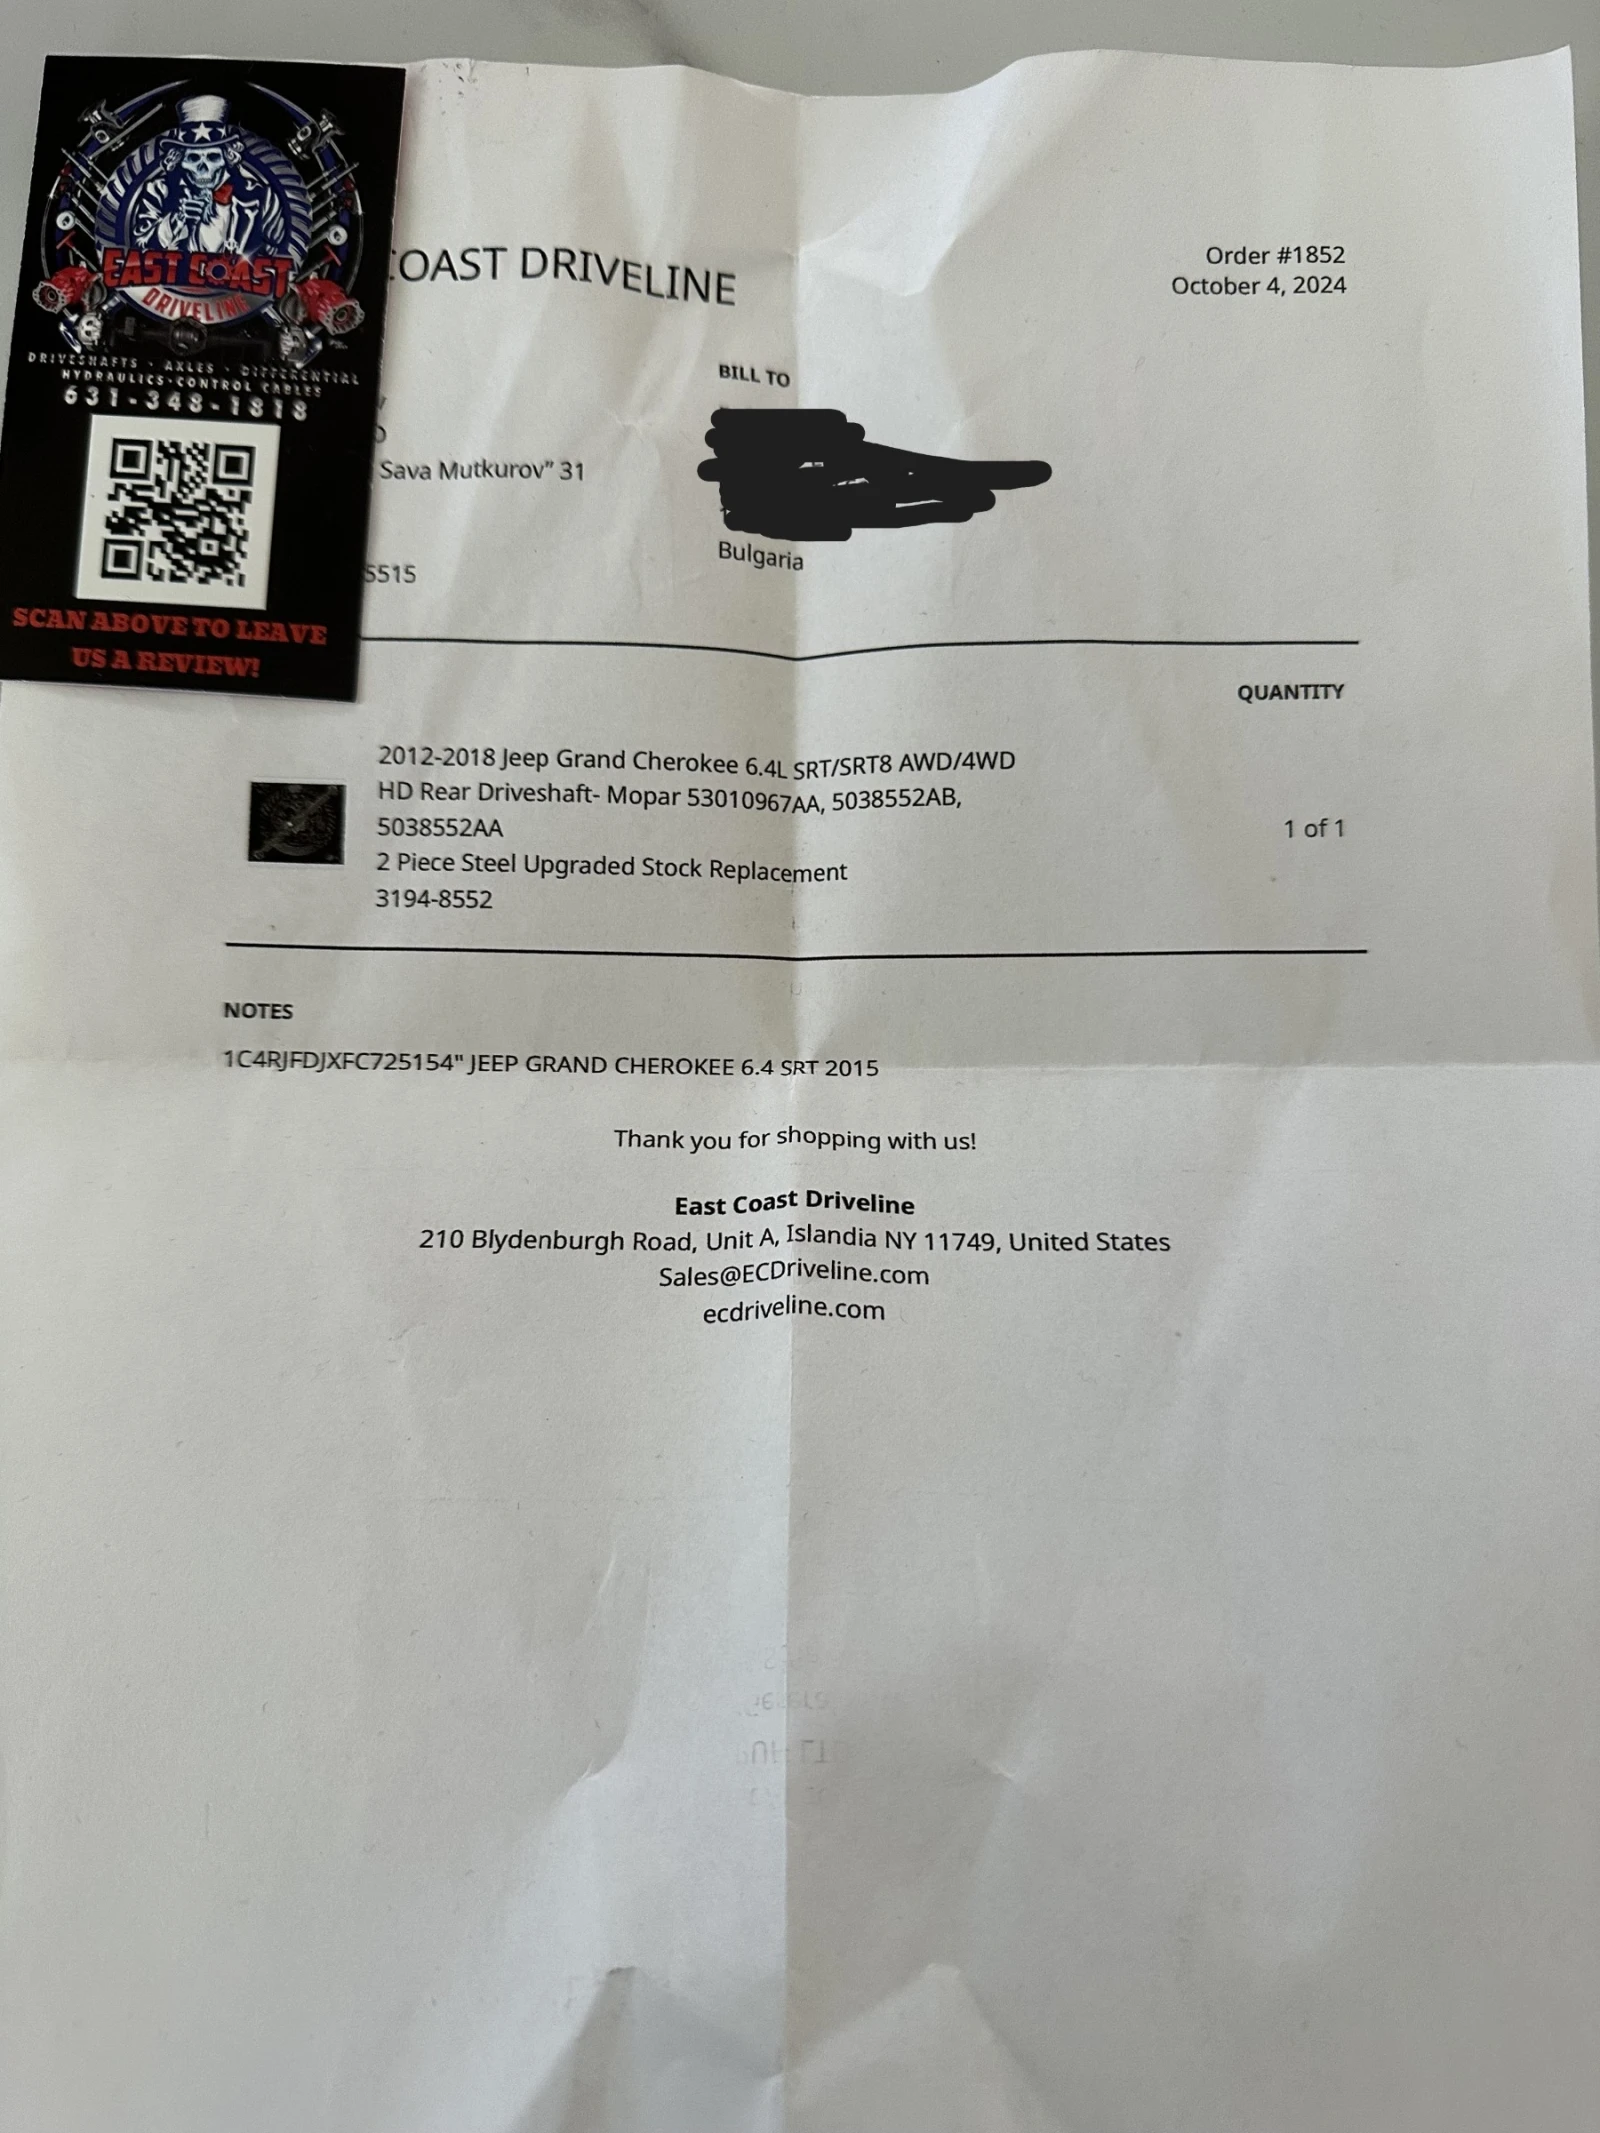 EAST COAST
DRIVELINE
DRIVESHAFTS · AXLES · DIFFERENTIAL
HYDRAULICS·CONTROL CABLES
631-348-1818
SCAN ABOVE TO LEAVE
US A REVIEW!
COAST DRIVELINE
Order #1852
October 4, 2024
BILL TO
Sava Mutkurov” 31
Bulgaria
5515
QUANTITY
2012-2018 Jeep Grand Cherokee 6.4L SRT/SRT8 AWD/4WD
HD Rear Driveshaft- Mopar 53010967AA, 5038552AB,
5038552AA
1 of 1
2 Piece Steel Upgraded Stock Replacement
3194-8552
NOTES
1C4RJFDJXFC725154" JEEP GRAND CHEROKEE 6.4 SRT 2015
Thank you for shopping with us!
East Coast Driveline
210 Blydenburgh Road, Unit A, Islandia NY 11749, United States
Sales@ECDriveline.com
ecdriveline.com